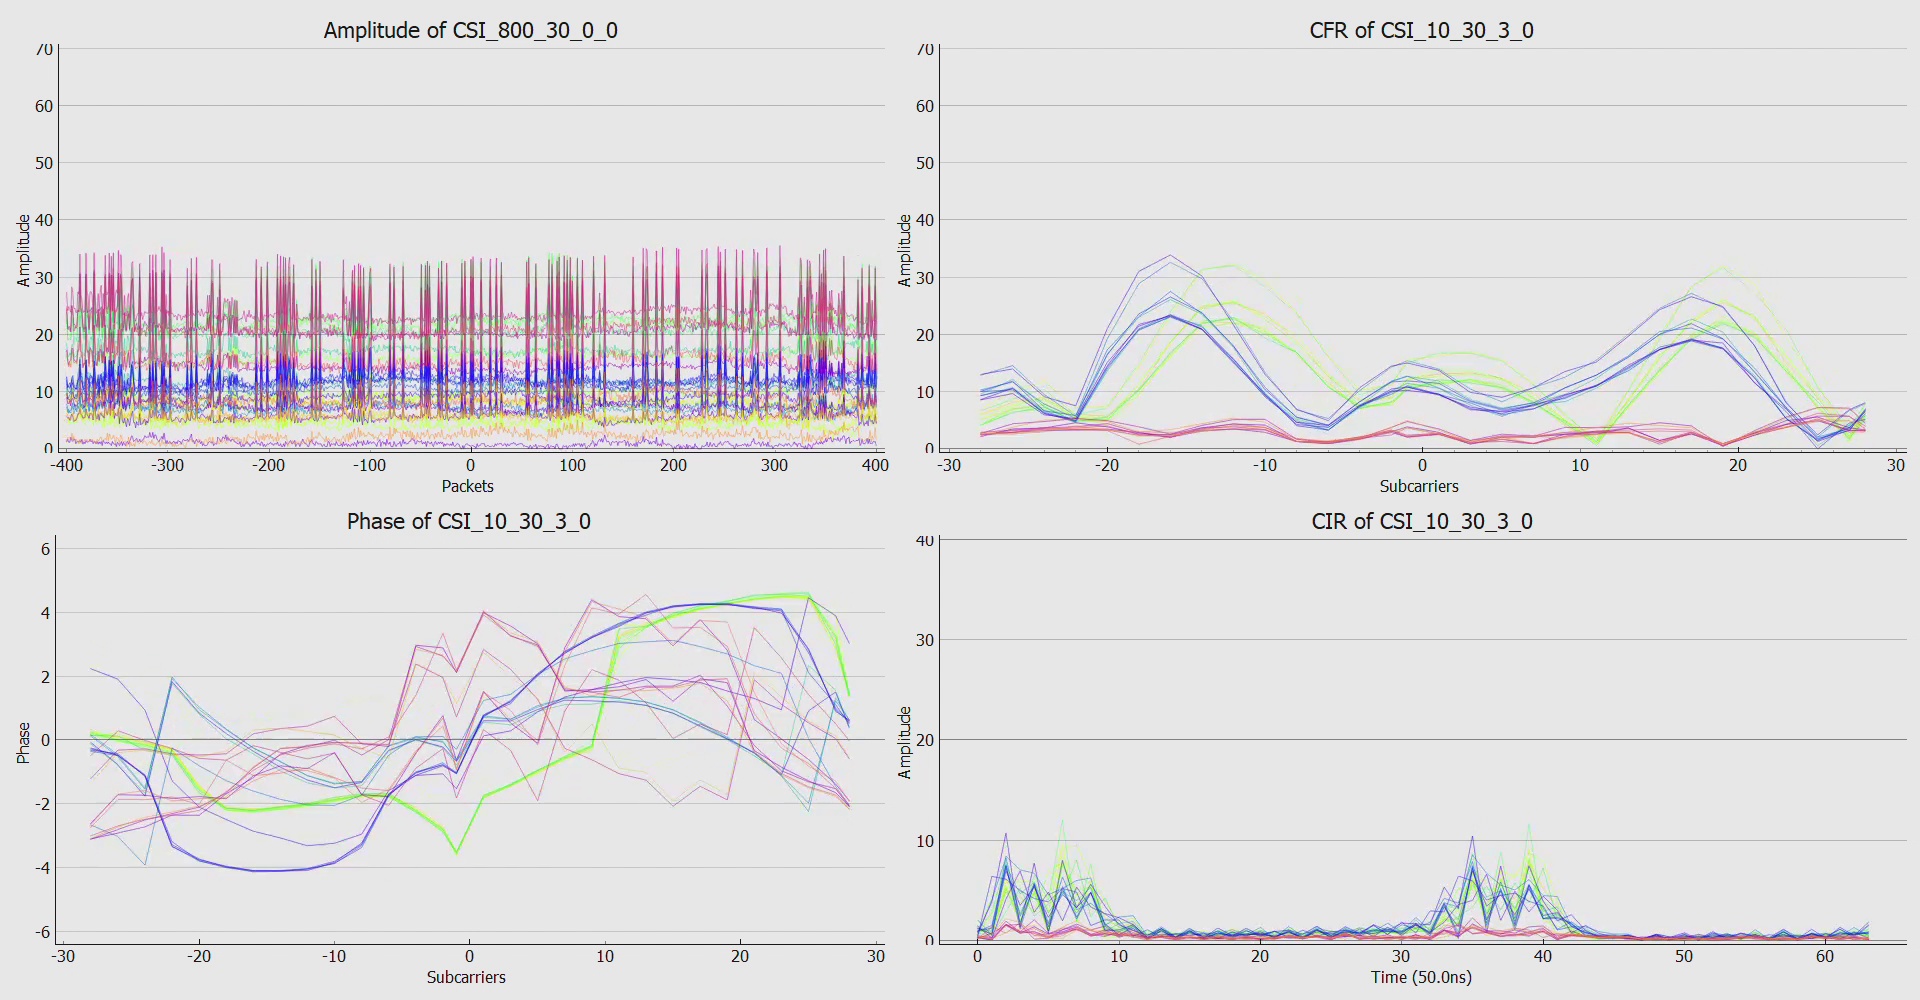 Amplitude of CSI_800_30_0_0
70
60
50
40
30
20
10
0
Amplitude
-400 -300 -200 -100 0 100 200 300 400
Packets
CFR of CSI_10_30_3_0
70
60
50
40
30
20
10
0
Amplitude
-30 -20 -10 0 10 20 30
Subcarriers
Phase of CSI_10_30_3_0
6
4
2
0
-2
-4
-6
Phase
-30 -20 -10 0 10 20 30
Subcarriers
CIR of CSI_10_30_3_0
40
30
20
10
0
Amplitude
0 10 20 30 40 50 60
Time (50.0ns)